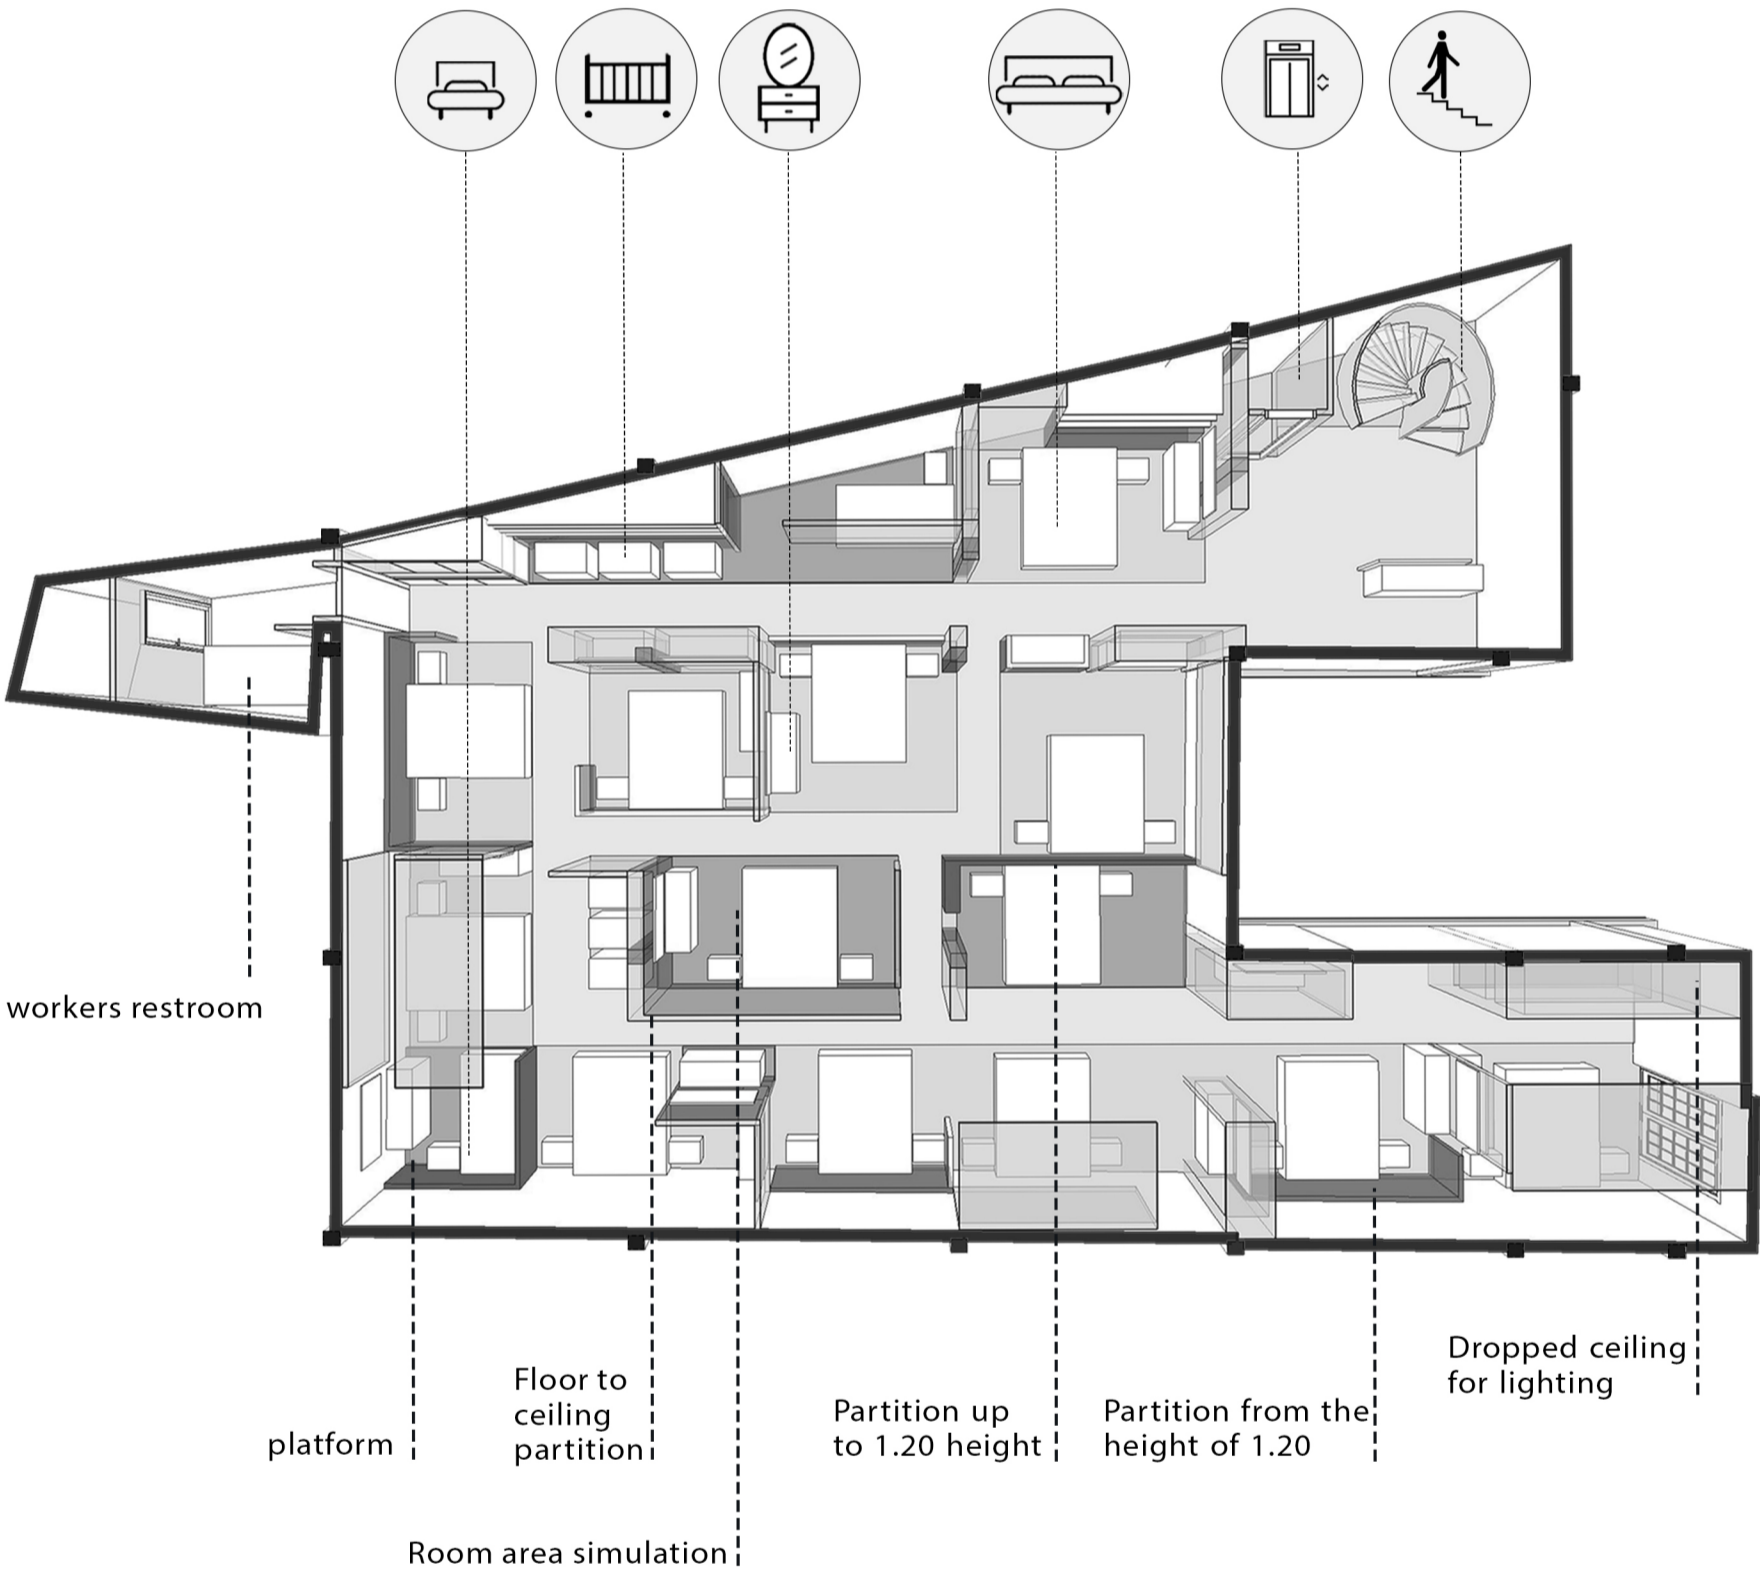 workers restroom
Dropped ceiling
for lighting
Floor to
ceiling
partition
Partition up
to 1.20 height
Partition from the
height of 1.20
platform
Room area simulation